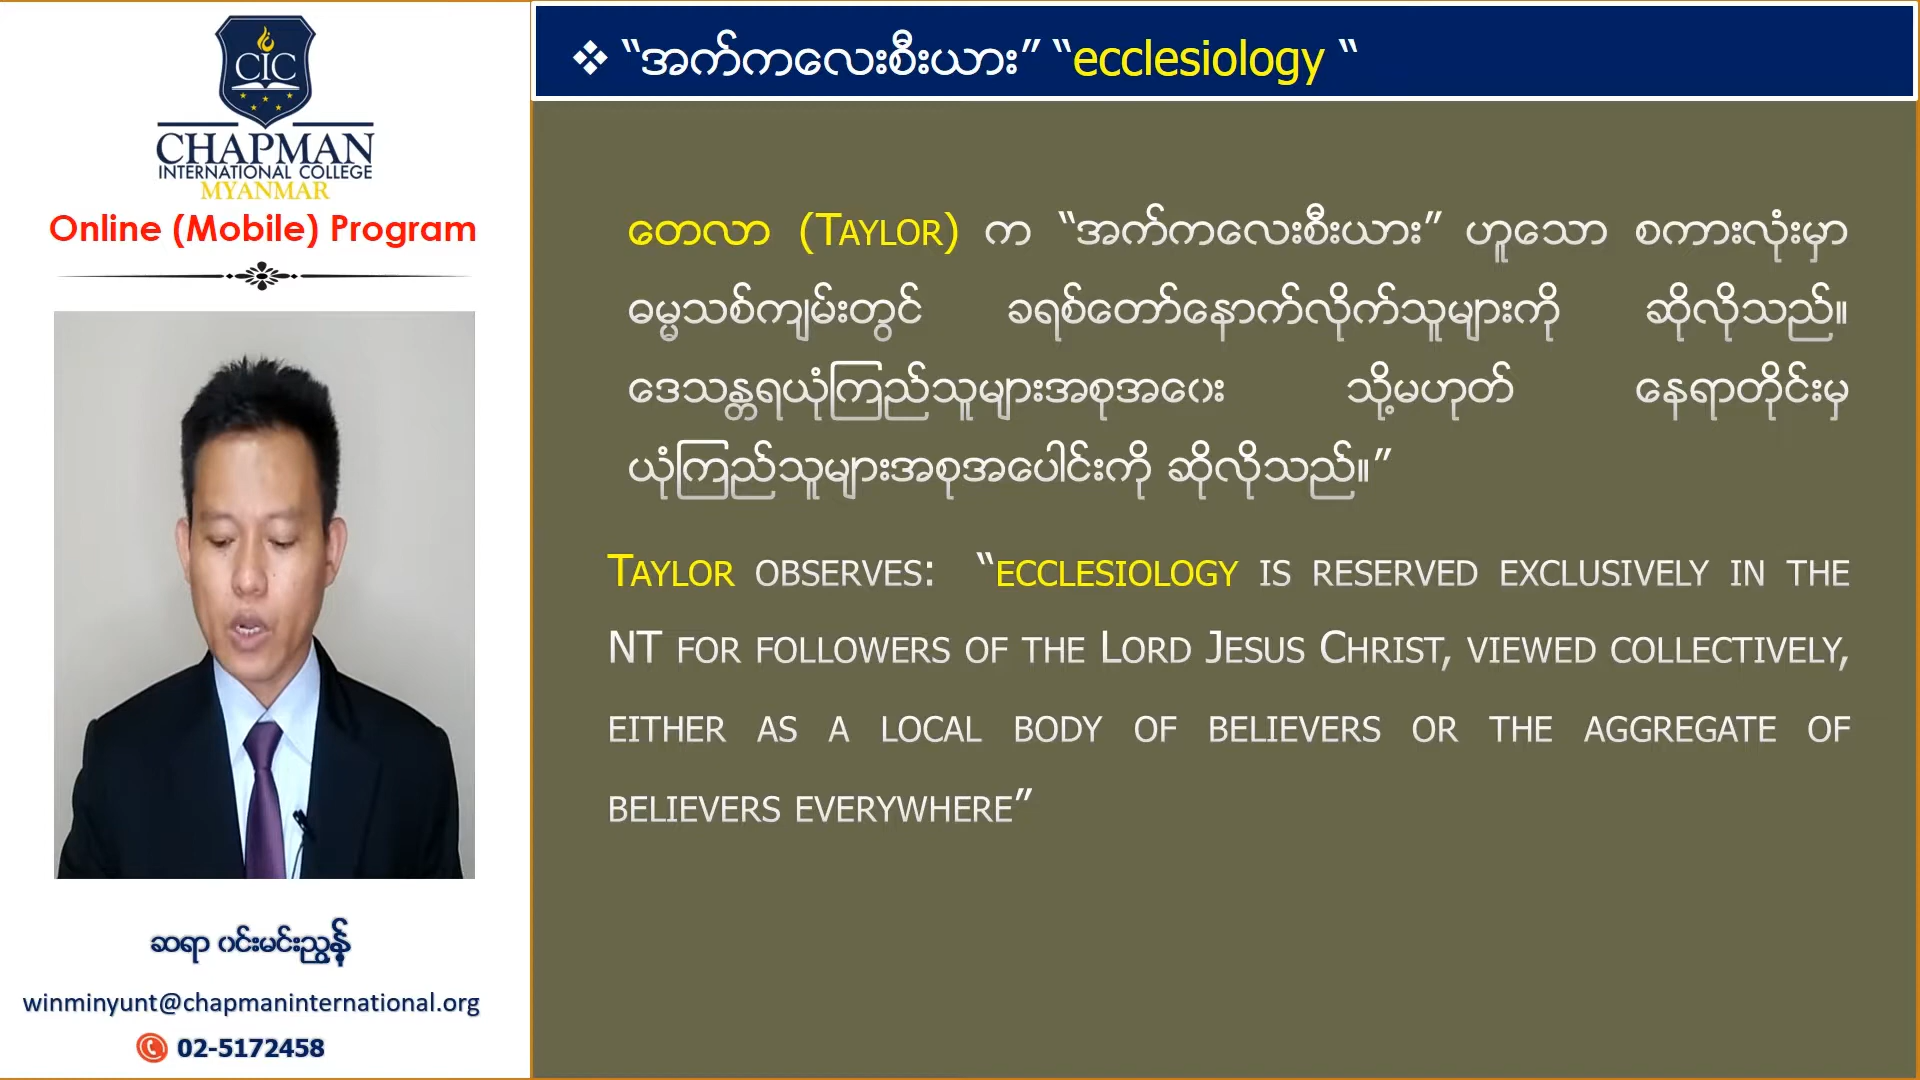 CIC
CHAPMAN
INTERNATIONAL COLLEGE
MYANMAR
Online (Mobile) Program
ဆရာ ဝင်းမင်းညွန့်
winminyunt@chapmaninternational.org
02-5172458
❖ “အက်ကလေးစီးယား” “ecclesiology “
တေလာ (TAYLOR) က “အက်ကလေးစီးယား” ဟူသော စကားလုံးမှာ
ဓမ္မသစ်ကျမ်းတွင် ခရစ်တော်နောက်လိုက်သူများကို ဆိုလိုသည်။
ဒေသန္တရယုံကြည်သူများအစုအဝေး သို့မဟုတ် နေရာတိုင်းမှ
ယုံကြည်သူများအစုအပေါင်းကို ဆိုလိုသည်။”
TAYLOR OBSERVES: “ECCLESIOLOGY IS RESERVED EXCLUSIVELY IN THE
NT FOR FOLLOWERS OF THE LORD JESUS CHRIST, VIEWED COLLECTIVELY,
EITHER AS A LOCAL BODY OF BELIEVERS OR THE AGGREGATE OF
BELIEVERS EVERYWHERE”